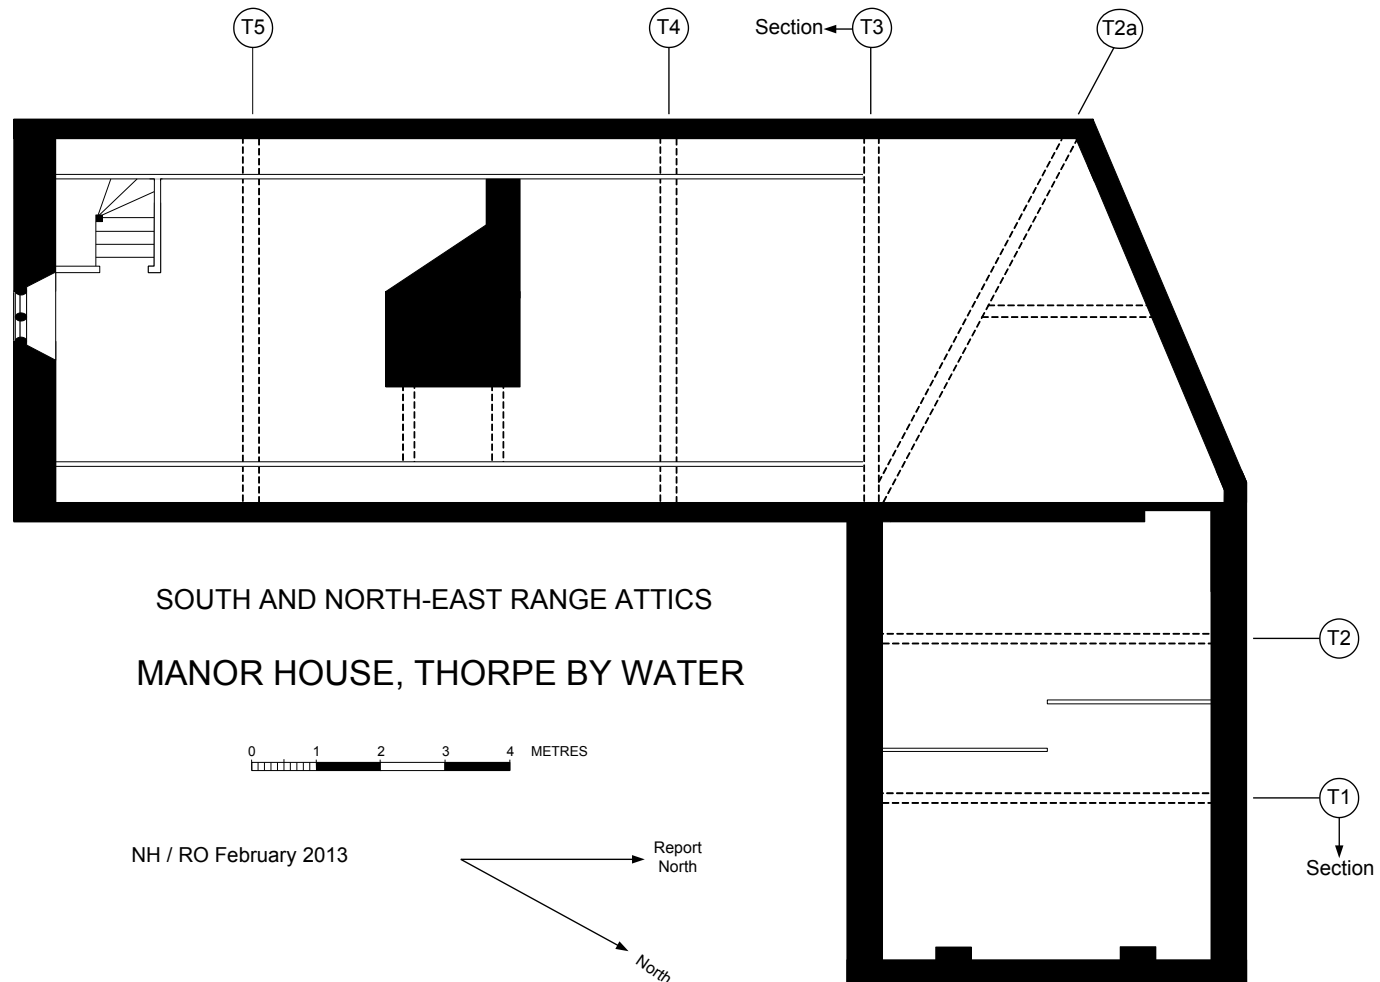 T5
T4
Section
T3
T2a
SOUTH AND NORTH-EAST RANGE ATTICS
MANOR HOUSE, THORPE BY WATER
0 1 2 3 4 METRES
NH / RO February 2013
Report
North
North
T2
T1
Section